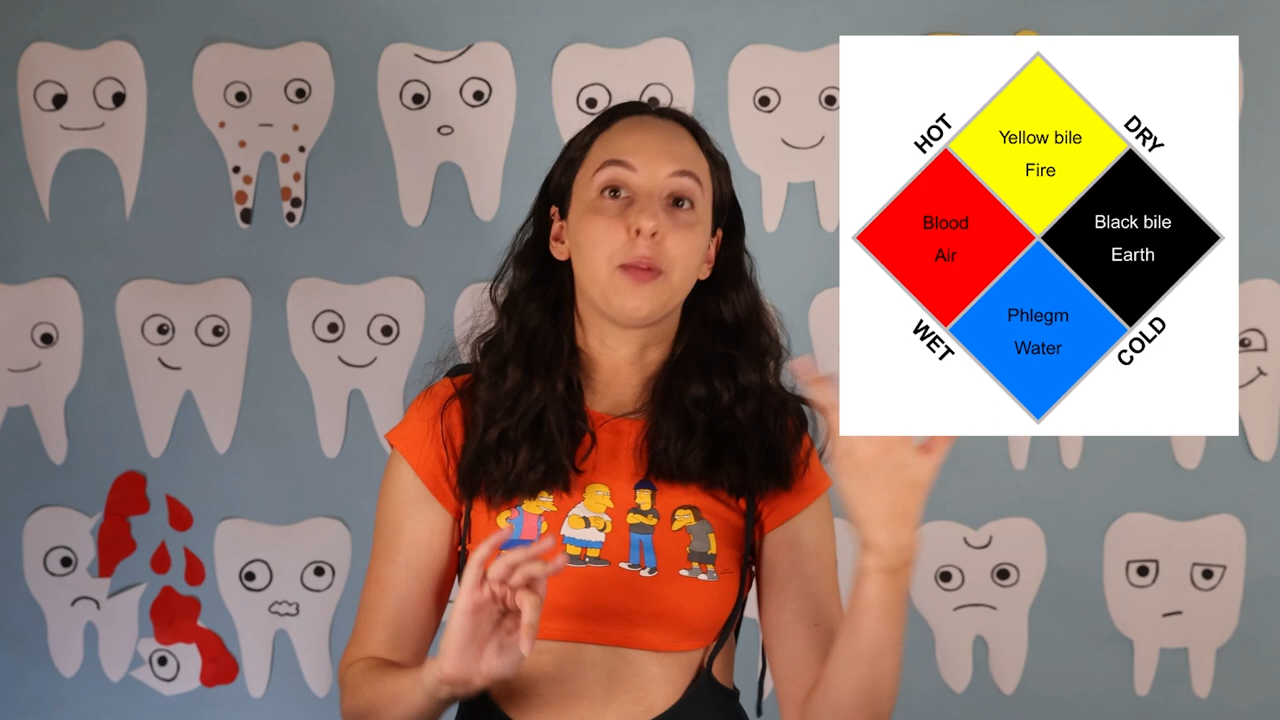 HOT
DRY
Yellow bile
Fire
Blood
Air
Black bile
Earth
Phlegm
Water
WET
COLD